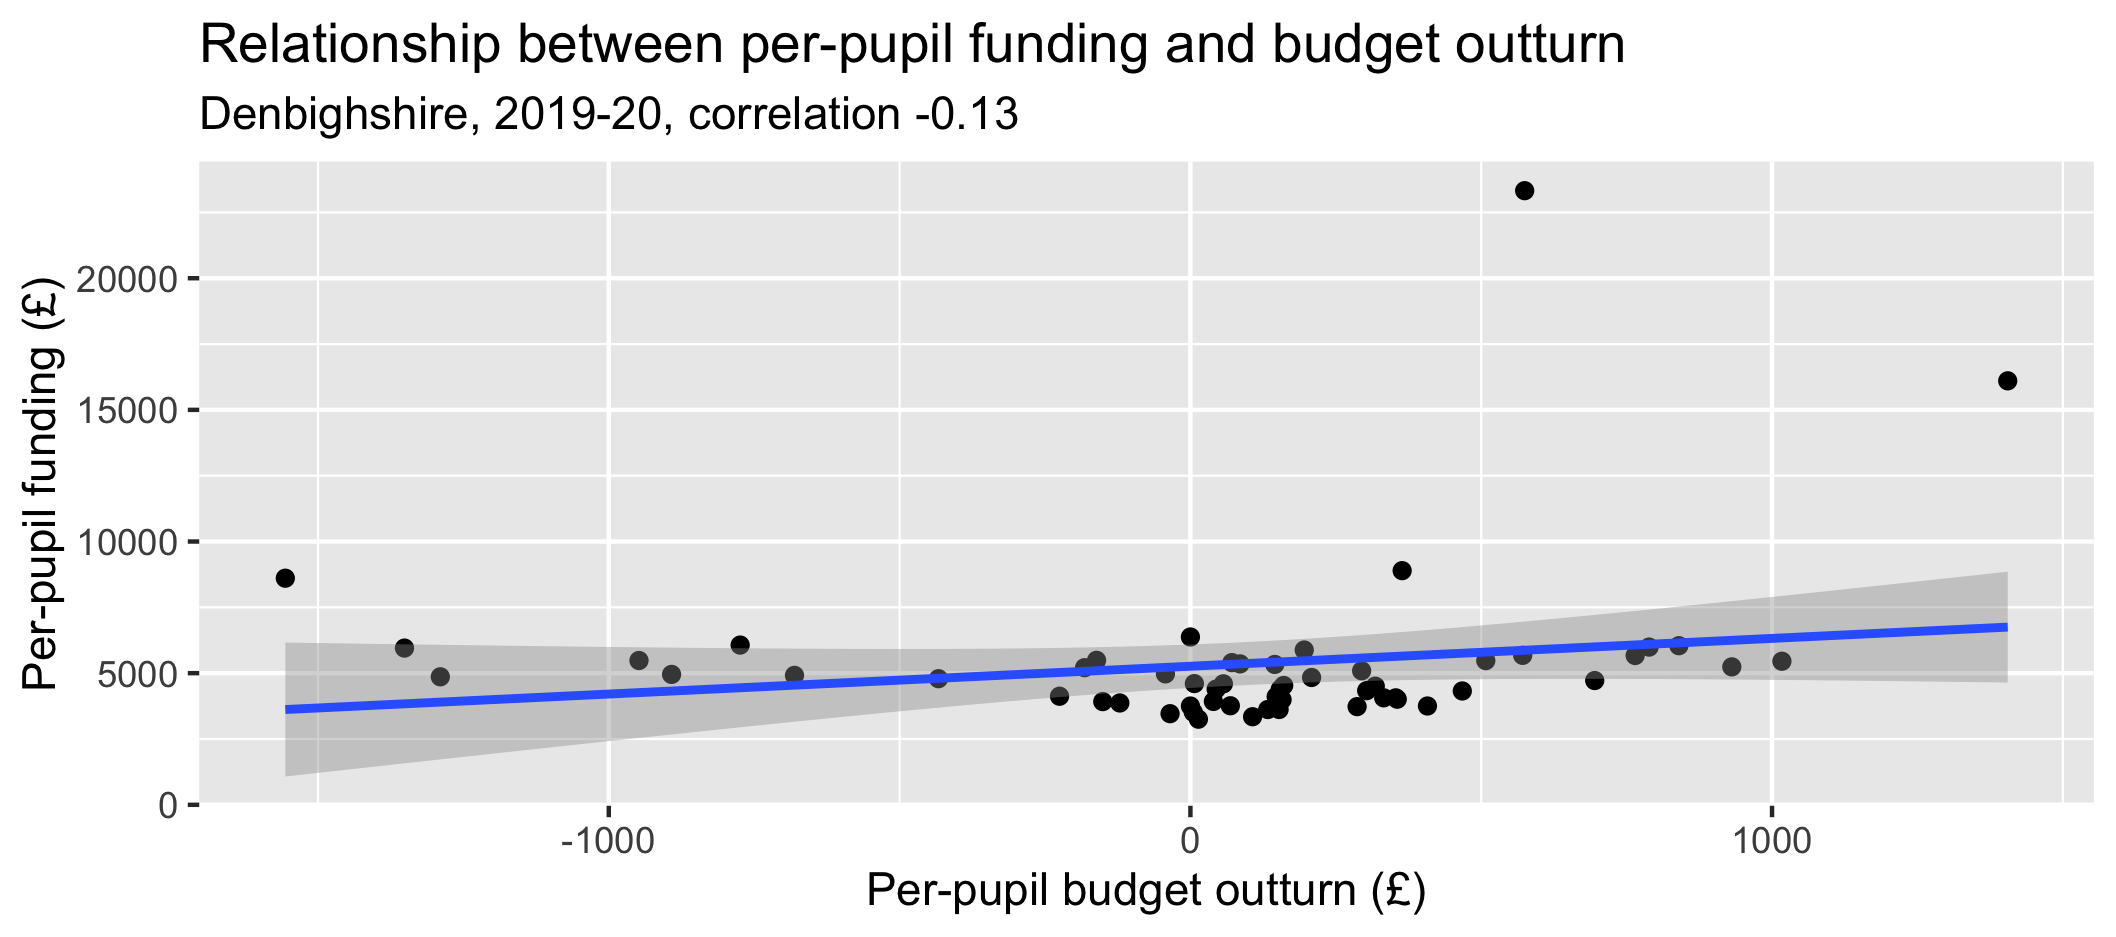 Relationship between per-pupil funding and budget outturn
Denbighshire, 2019-20, correlation -0.13
Per-pupil funding (£)
20000
15000
10000
5000
0
-1000
0
1000
Per-pupil budget outturn (£)